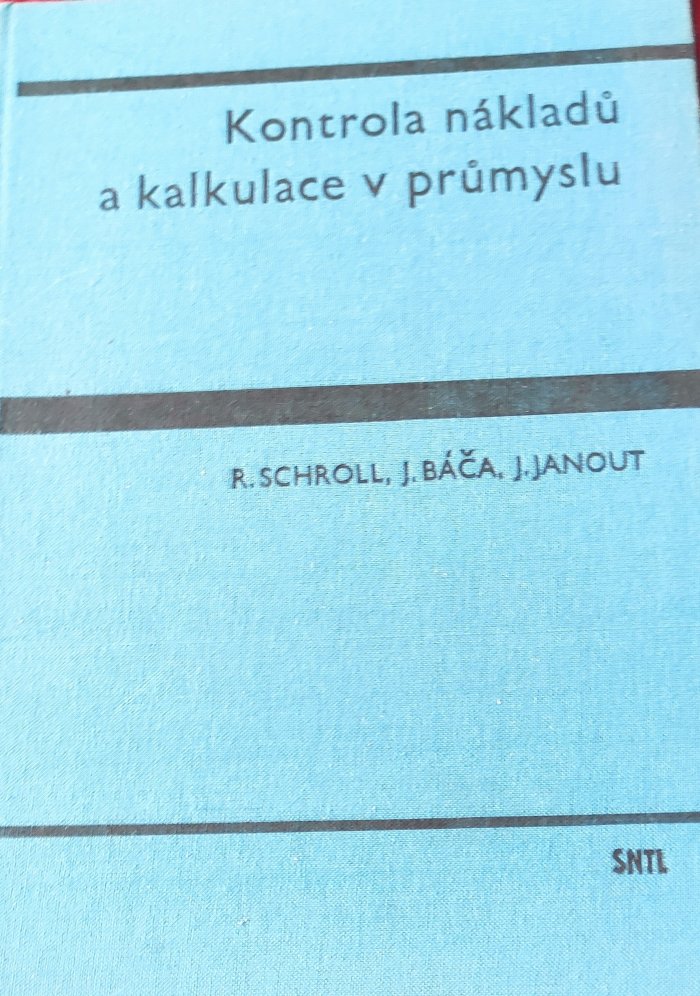 Kontrola nákladů
a kalkulace v průmyslu
R. SCHROLL, J. BÁČA, J. JANOUT
SNTL